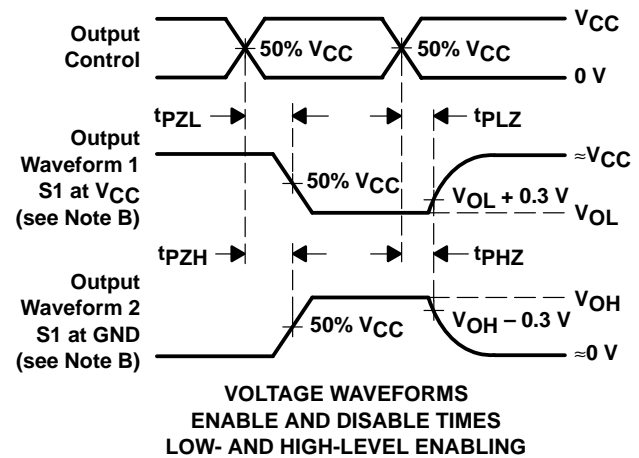 Output
Control
50% VCC
50% VCC
VCC
0 V
tPZL
tPLZ
Output
Waveform 1
S1 at VCC
(see Note B)
50% VCC
VOL + 0.3 V
≈VCC
VOL
tPZH
tPHZ
Output
Waveform 2
S1 at GND
(see Note B)
50% VCC
VOH – 0.3 V
VOH
≈0 V
VOLTAGE WAVEFORMS
ENABLE AND DISABLE TIMES
LOW- AND HIGH-LEVEL ENABLING